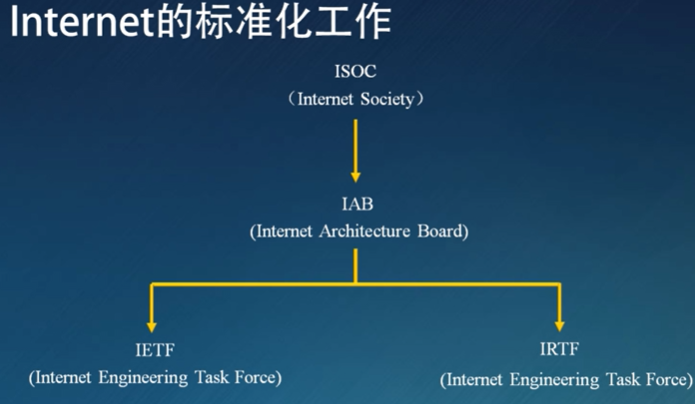 Internet的标准化工作
ISOC
（Internet Society）
IAB
(Internet Architecture Board)
IETF
(Internet Engineering Task Force)
IRTF
(Internet Engineering Task Force)